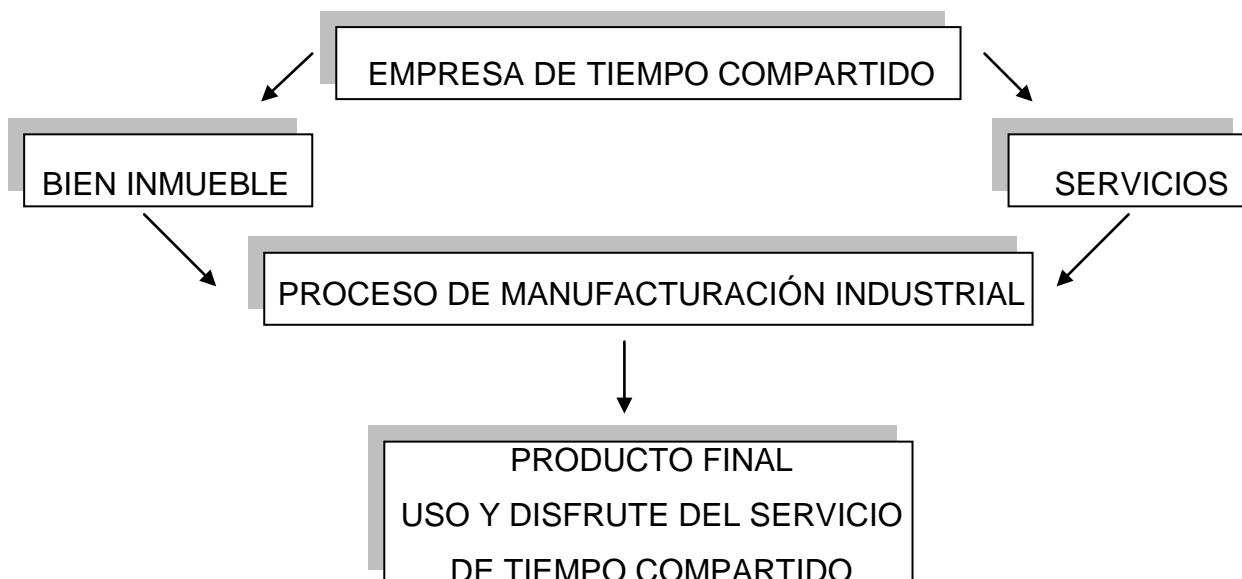 EMPRESA DE TIEMPO COMPARTIDO
BIEN INMUEBLE
SERVICIOS
PROCESO DE MANUFACTURACIÓN INDUSTRIAL
PRODUCTO FINAL
USO Y DISFRUTE DEL SERVICIO
DE TIEMPO COMPARTIDO